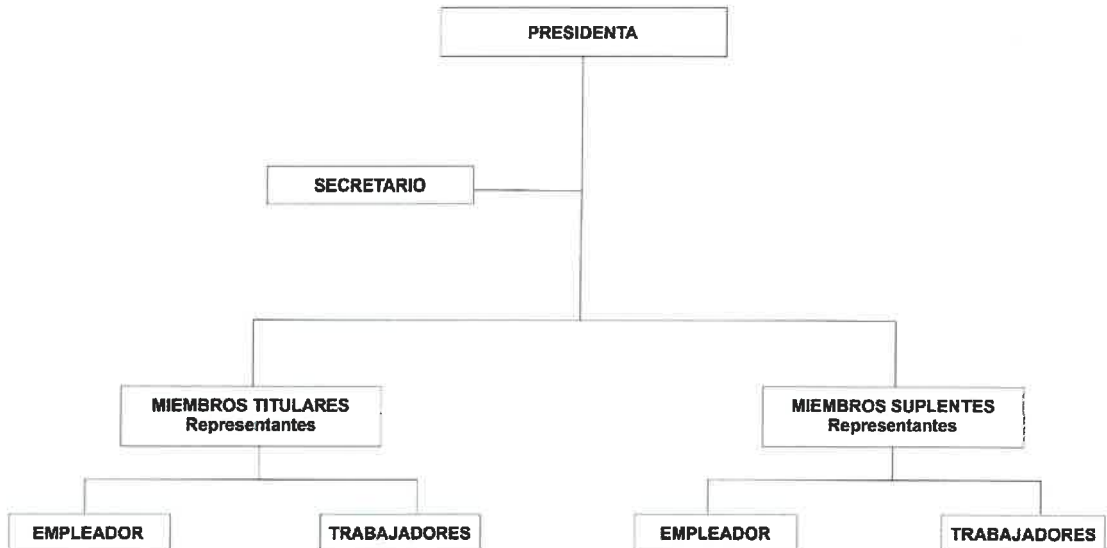 PRESIDENTA
SECRETARIO
MIEMBROS TITULARES
Representantes
MIEMBROS SUPLENTES
Representantes
EMPLEADOR
TRABAJADORES
EMPLEADOR
TRABAJADORES